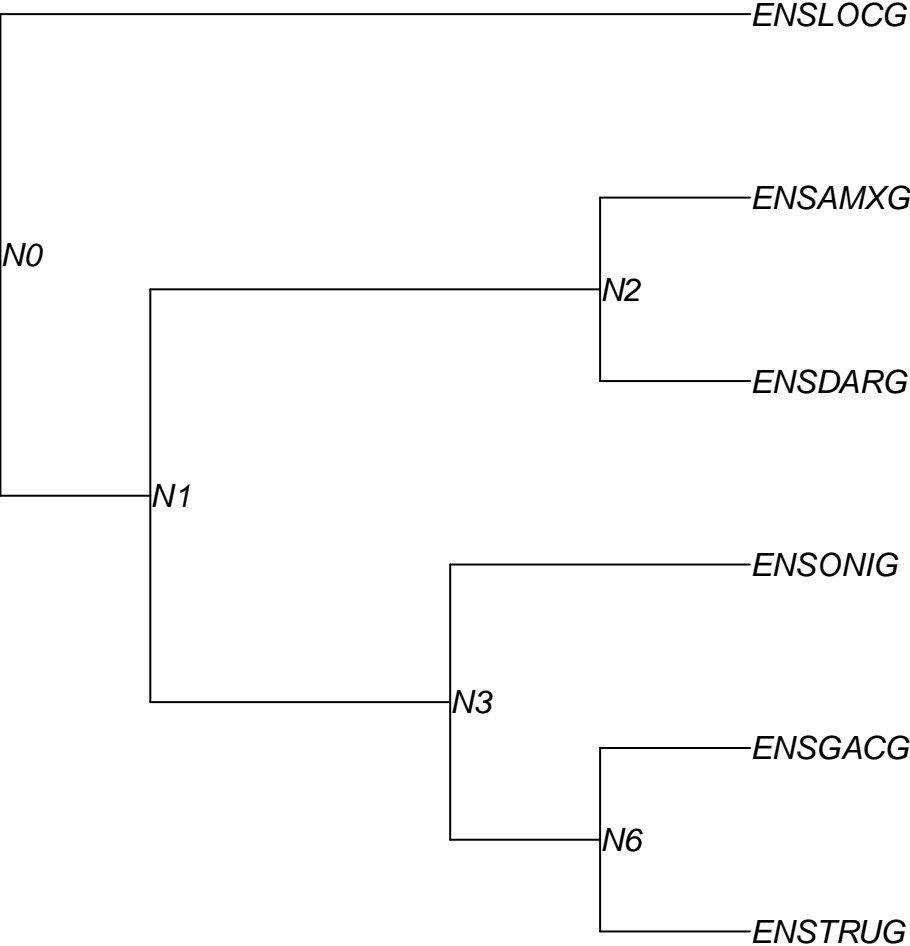 ENSLOCG
ENSAMXG
N0
N2
ENSDARG
N1
ENSONIG
N3
ENSGACG
N6
ENSTRUG